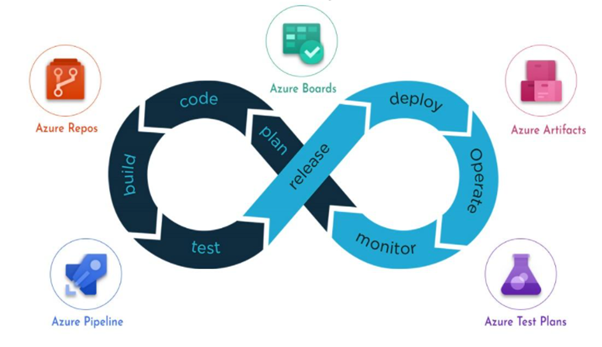 Azure Boards
Azure Repos
Azure Artifacts
code
plan
build
test
release
deploy
Operate
monitor
Azure Pipeline
Azure Test Plans